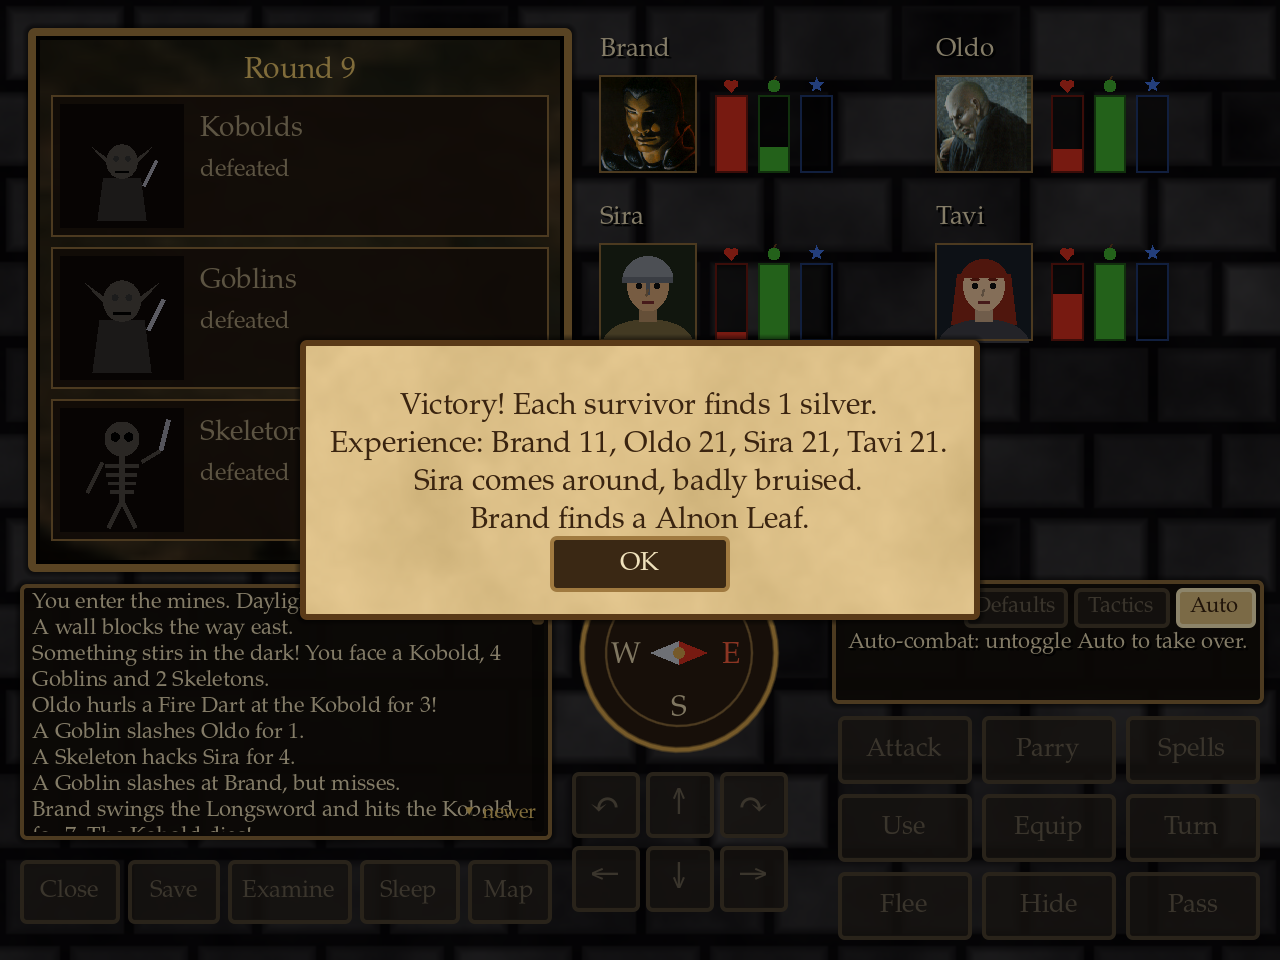 Round 9
Kobolds
defeated
Goblins
defeated
Skeleton
defeated
Brand
Oldo
Sira
Tavi
Victory! Each survivor finds 1 silver.
Experience: Brand 11, Oldo 21, Sira 21, Tavi 21.
Sira comes around, badly bruised.
Brand finds a Alnon Leaf.
OK
You enter the mines. Daylig
A wall blocks the way east.
Something stirs in the dark! You face a Kobold, 4
Goblins and 2 Skeletons.
Oldo hurls a Fire Dart at the Kobold for 3!
A Goblin slashes Oldo for 1.
A Skeleton hacks Sira for 4.
A Goblin slashes at Brand, but misses.
Brand swings the Longsword and hits the Kobold
for 7. The Kobold dies!
newer
W E
S
Defaults Tactics Auto
Auto-combat: untoggle Auto to take over.
Attack Parry Spells
Use Equip Turn
Flee Hide Pass
Close Save Examine Sleep Map